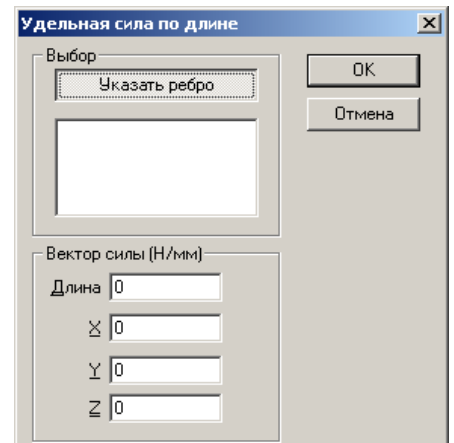 Удельная сила по длине
Выбор
Указать ребро
OK
Отмена
Вектор силы (Н/мм)
Длина 0
X 0
Y 0
Z 0